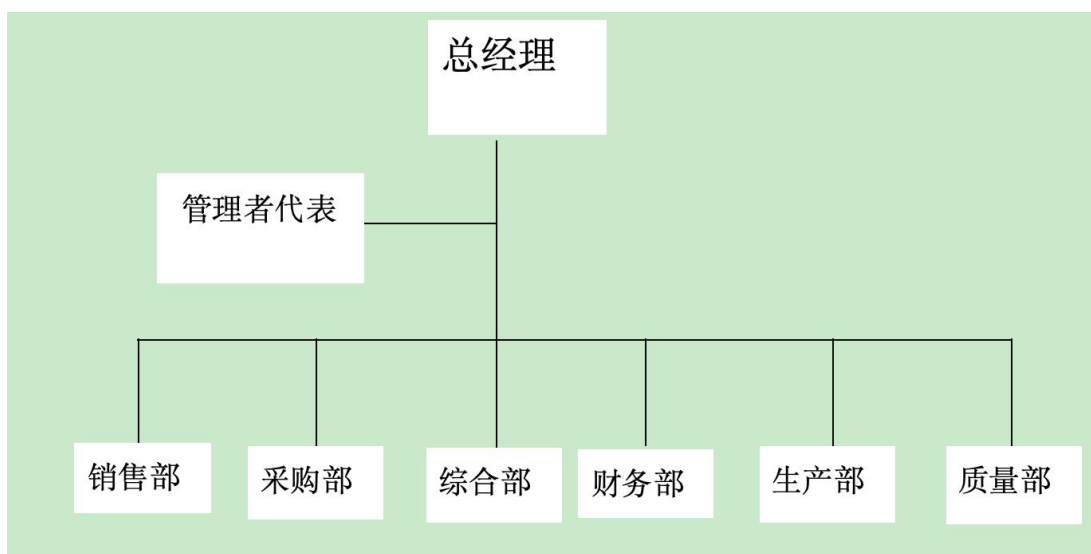 总经理
管理者代表
销售部
采购部
综合部
财务部
生产部
质量部